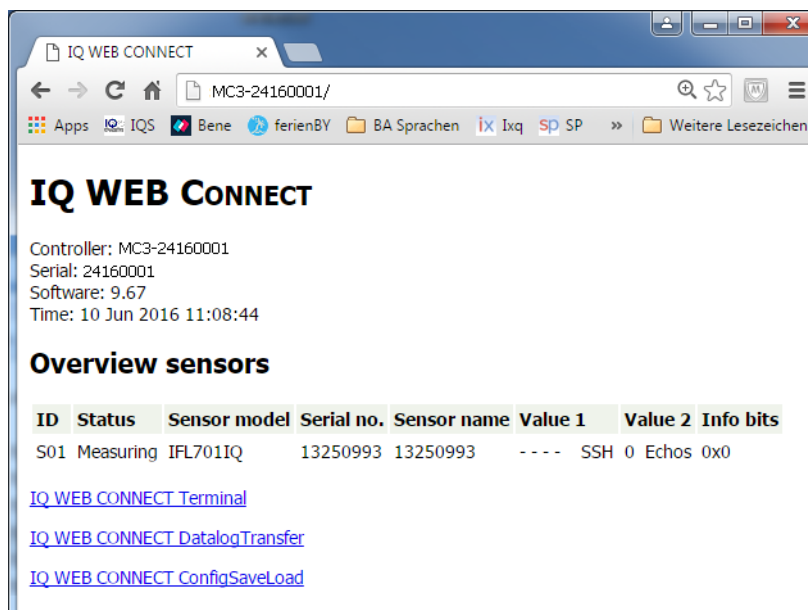 IQ WEB CONNECT
MC3-24160001/
Apps IQS Bene ferienBY BA Sprachen ix Ixq SP SP » Weitere Lesezeichen
IQ WEB CONNECT
Controller: MC3-24160001
Serial: 24160001
Software: 9.67
Time: 10 Jun 2016 11:08:44
Overview sensors
ID Status Sensor model Serial no. Sensor name Value 1 Value 2 Info bits
S01 Measuring IFL701IQ 13250993 13250993 - - - - SSH 0 Echos 0x0
IQ WEB CONNECT Terminal
IQ WEB CONNECT DatalogTransfer
IQ WEB CONNECT ConfigSaveLoad